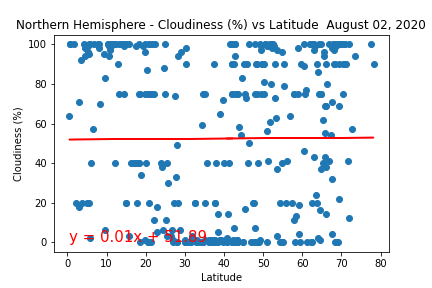 Northern Hemisphere - Cloudiness (%) vs Latitude  August 02, 2020
100
80
60
40
20
0
Cloudiness (%)
y = 0.01x + 51.89
0 10 20 30 40 50 60 70 80
Latitude